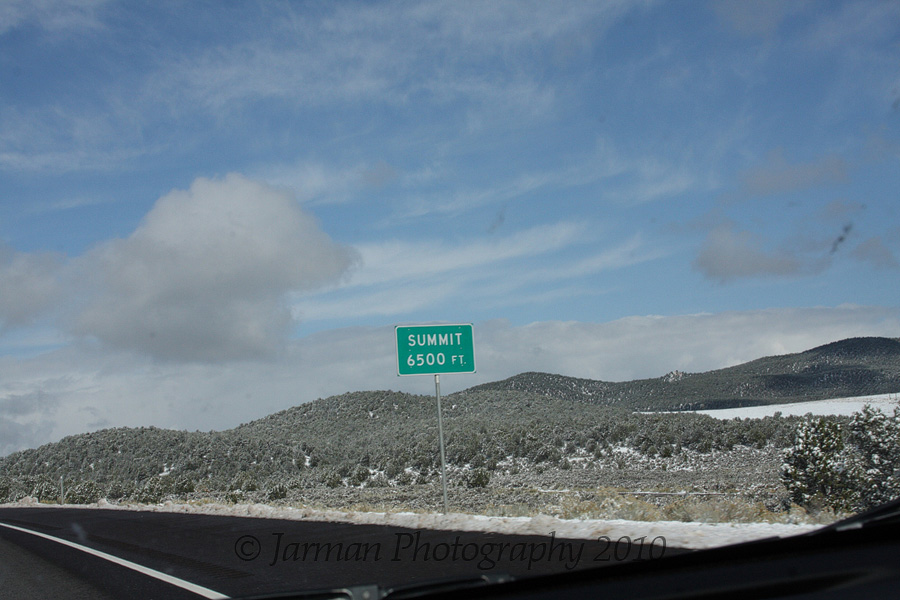 SUMMIT
6500 FT.
© Jarman Photography 2010